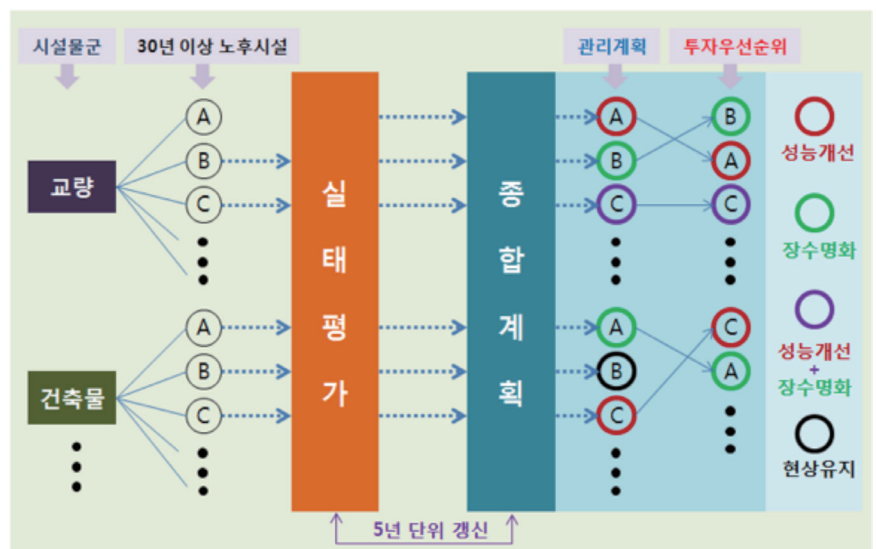 시설물군
30년 이상 노후시설
관리계획
투자우선순위
교량
A
B
C
건축물
A
B
C
실
태
평
가
종
합
계
획
A
B
C
A
B
C
B
A
C
C
A
성능개선
장수명화
성능개선
+
장수명화
현상유지
5년 단위 갱신